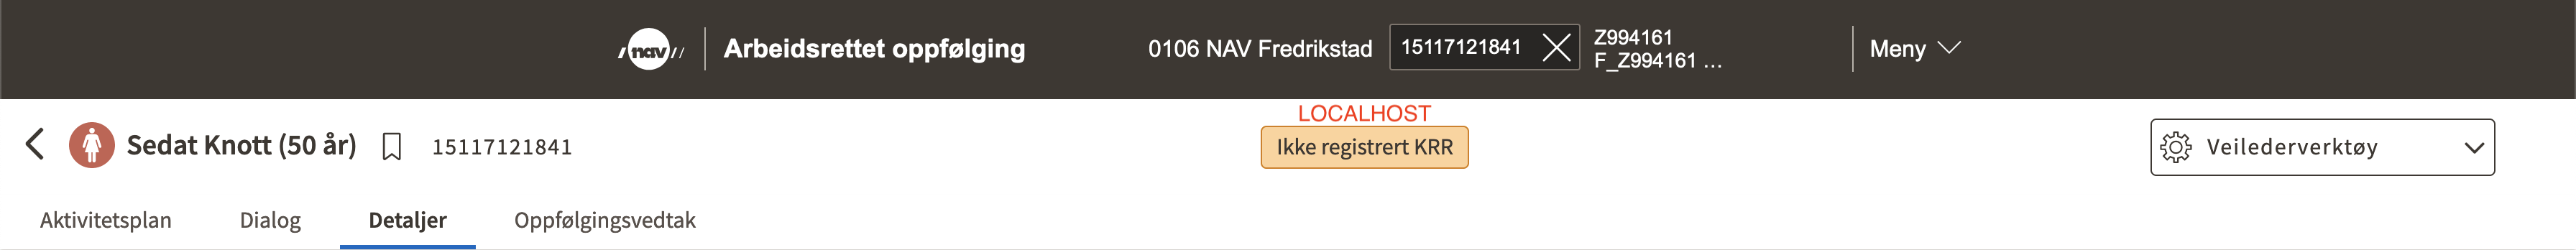 nav
Arbeidsrettet oppfølging
0106 NAV Fredrikstad
15117121841
Z994161
F_Z994161 ...
Meny
LOCALHOST
Sedat Knott (50 år)
15117121841
Ikke registrert KRR
Veilederverktøy
Aktivitetsplan
Dialog
Detaljer
Oppfølgingsvedtak